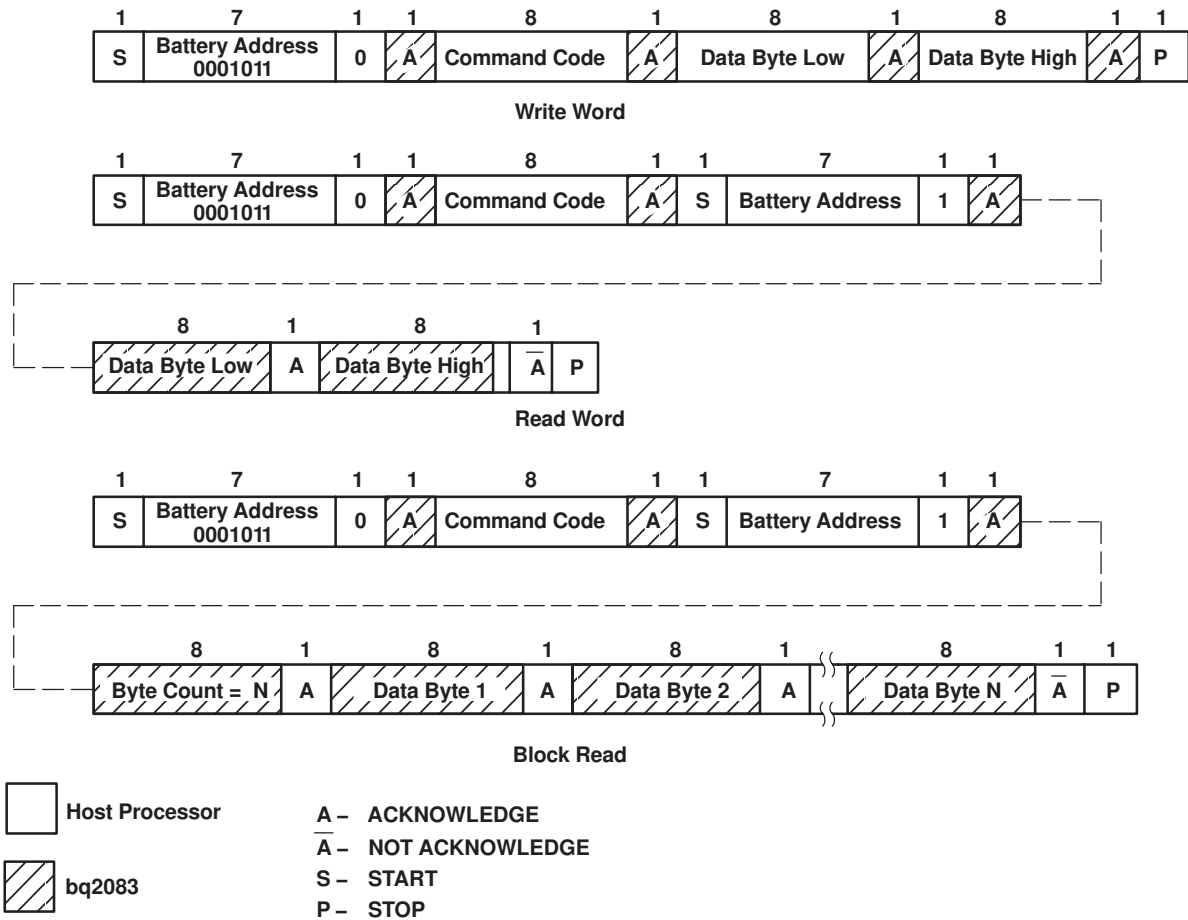 1 7 1 1 8 1 8 1 8 1 1
S Battery Address 0001011 0 A Command Code A Data Byte Low A Data Byte High A P
Write Word
1 7 1 1 8 1 1 7 1 1
S Battery Address 0001011 0 A Command Code A S Battery Address 1 A
8 1 8 1
Data Byte Low A Data Byte High A̅ P
Read Word
1 7 1 1 8 1 1 7 1 1
S Battery Address 0001011 0 A Command Code A S Battery Address 1 A
8 1 8 1 8 1 8 1 1
Byte Count = N A Data Byte 1 A Data Byte 2 A Data Byte N A̅ P
Block Read
Host Processor
bq2083
A – ACKNOWLEDGE
A̅ – NOT ACKNOWLEDGE
S – START
P – STOP